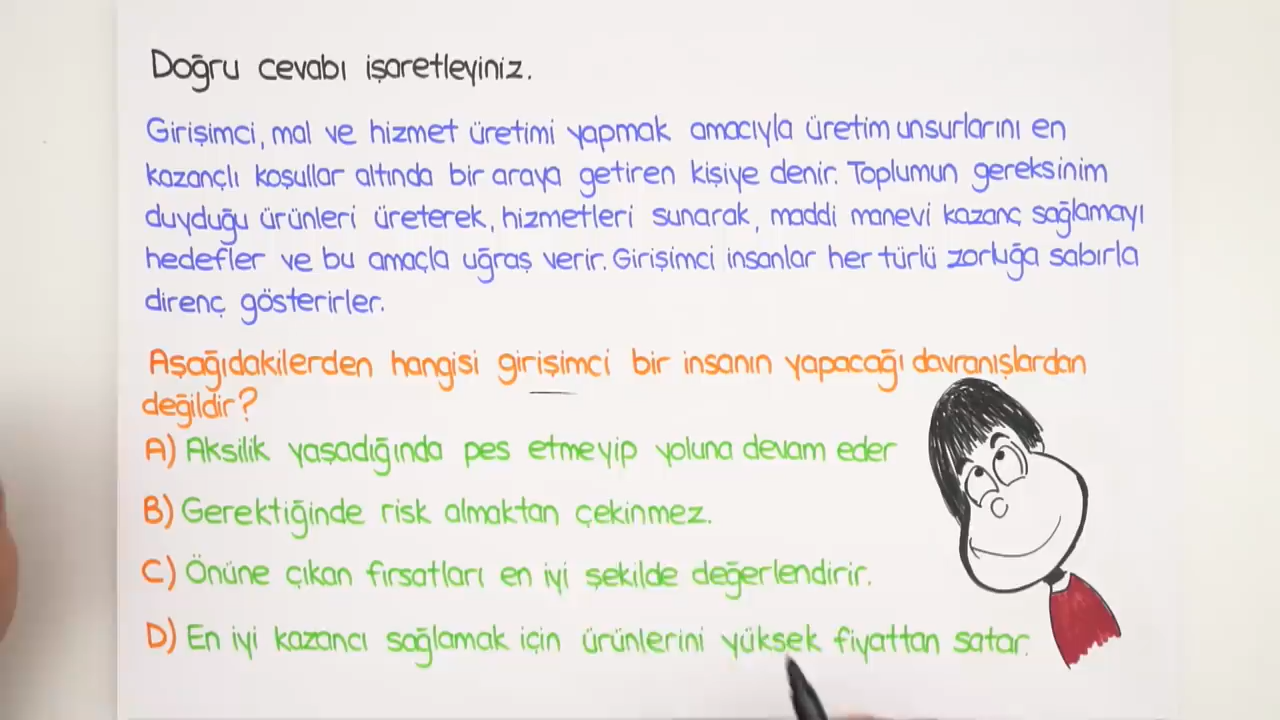 Doğru cevabı işaretleyiniz.
Girişimci, mal ve hizmet üretimi yapmak amacıyla üretim unsurlarını en
kazançlı koşullar altında bir araya getiren kişiye denir. Toplumun gereksinim
duyduğu ürünleri üreterek, hizmetleri sunarak, maddi manevi kazanç sağlamayı
hedefler ve bu amaçla uğraş verir. Girişimci insanlar her türlü zorluğa sabırla
direnç gösterirler.
Aşağıdakilerden hangisi girişimci bir insanın yapacağı davranışlardan
değildir?
A) Aksilik yaşadığında pes etmeyip yoluna devam eder
B) Gerektiğinde risk almaktan çekinmez.
C) Önüne çıkan fırsatları en iyi şekilde değerlendirir.
D) En iyi kazancı sağlamak için ürünlerini yüksek fiyattan satar.